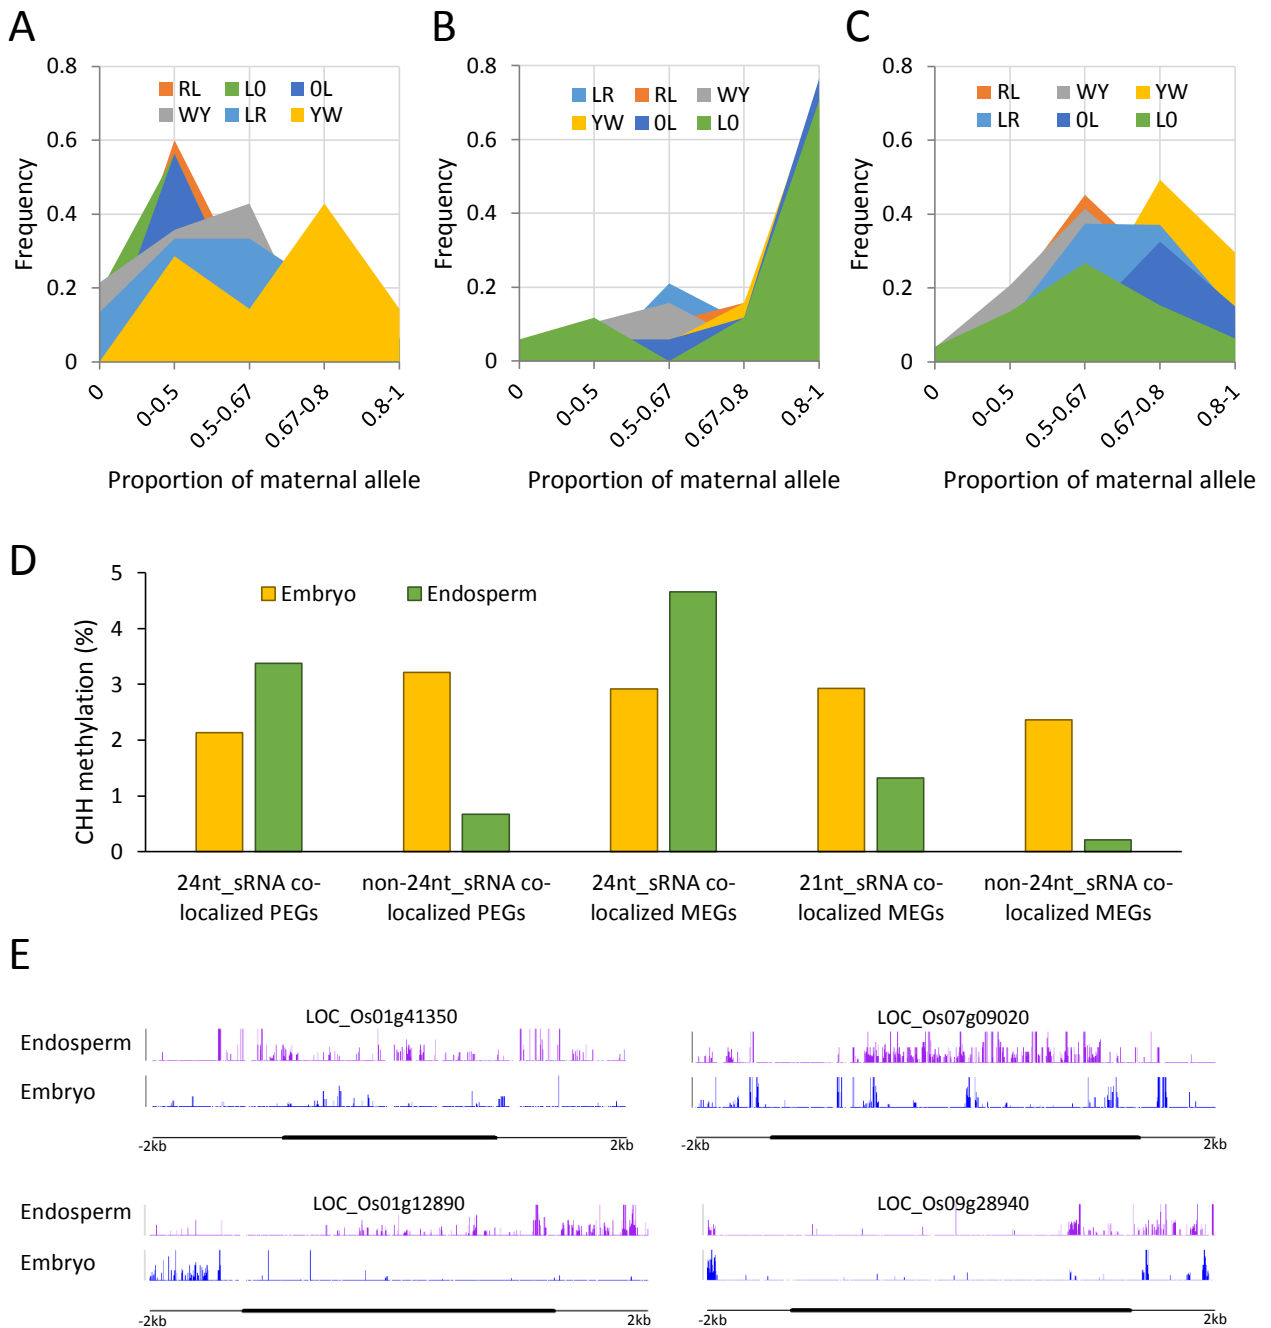 A
B
C
0.8
0.6
0.4
0.2
0
Frequency
RL L0 0L
WY LR YW
0
0-0.5
0.5-0.67
0.67-0.8
0.8-1
Proportion of maternal allele
0.8
0.6
0.4
0.2
0
Frequency
LR RL WY
YW 0L L0
0
0-0.5
0.5-0.67
0.67-0.8
0.8-1
Proportion of maternal allele
0.8
0.6
0.4
0.2
0
Frequency
RL WY YW
LR 0L L0
0
0-0.5
0.5-0.67
0.67-0.8
0.8-1
Proportion of maternal allele
D
5
4
3
2
1
0
CHH methylation (%)
Embryo Endosperm
24nt_sRNA co-
localized PEGs
non-24nt_sRNA co-
localized PEGs
24nt_sRNA co-
localized MEGs
21nt_sRNA co-
localized MEGs
non-24nt_sRNA co-
localized MEGs
E
LOC_Os01g41350
LOC_Os07g09020
Endosperm
Embryo
-2kb 2kb
-2kb 2kb
LOC_Os01g12890
LOC_Os09g28940
Endosperm
Embryo
-2kb 2kb
-2kb 2kb